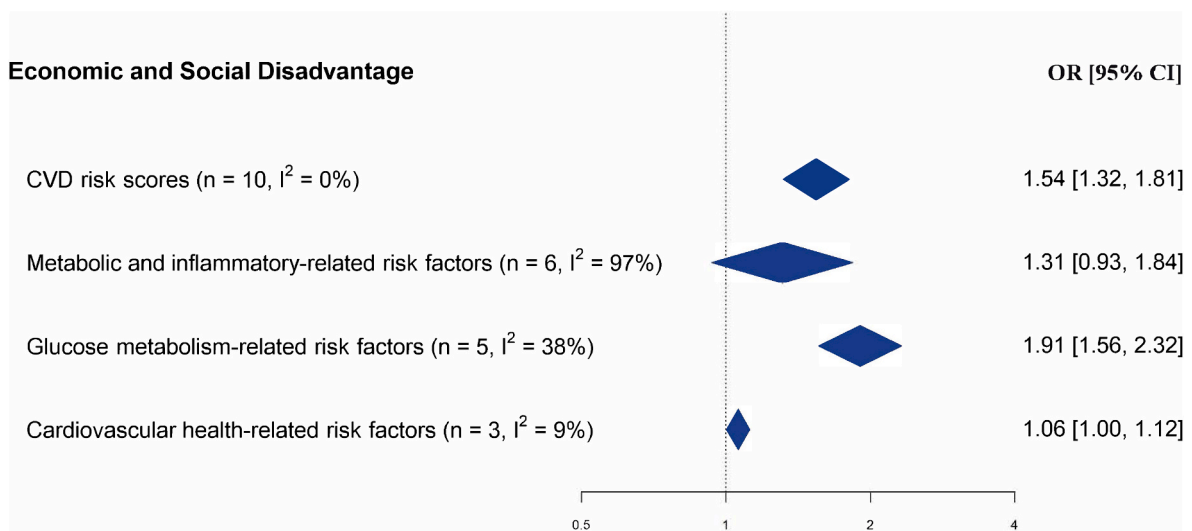 Economic and Social Disadvantage OR [95% CI]
CVD risk scores (n = 10, I² = 0%) 1.54 [1.32, 1.81]
Metabolic and inflammatory-related risk factors (n = 6, I² = 97%) 1.31 [0.93, 1.84]
Glucose metabolism-related risk factors (n = 5, I² = 38%) 1.91 [1.56, 2.32]
Cardiovascular health-related risk factors (n = 3, I² = 9%) 1.06 [1.00, 1.12]
0.5 1 2 4